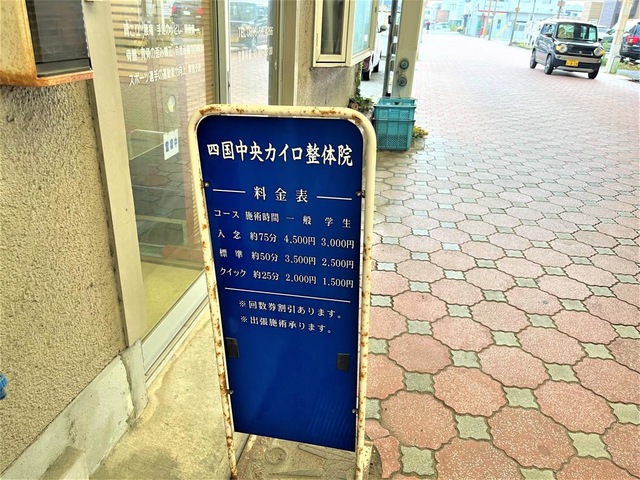 四国中央カイロ整体院
料金表
コース 施術時間 一般 学生
入念 約75分 4,500円 3,000円
標準 約50分 3,500円 2,500円
クイック 約25分 2,000円 1,500円
※回数券割引あります。
※出張施術承ります。